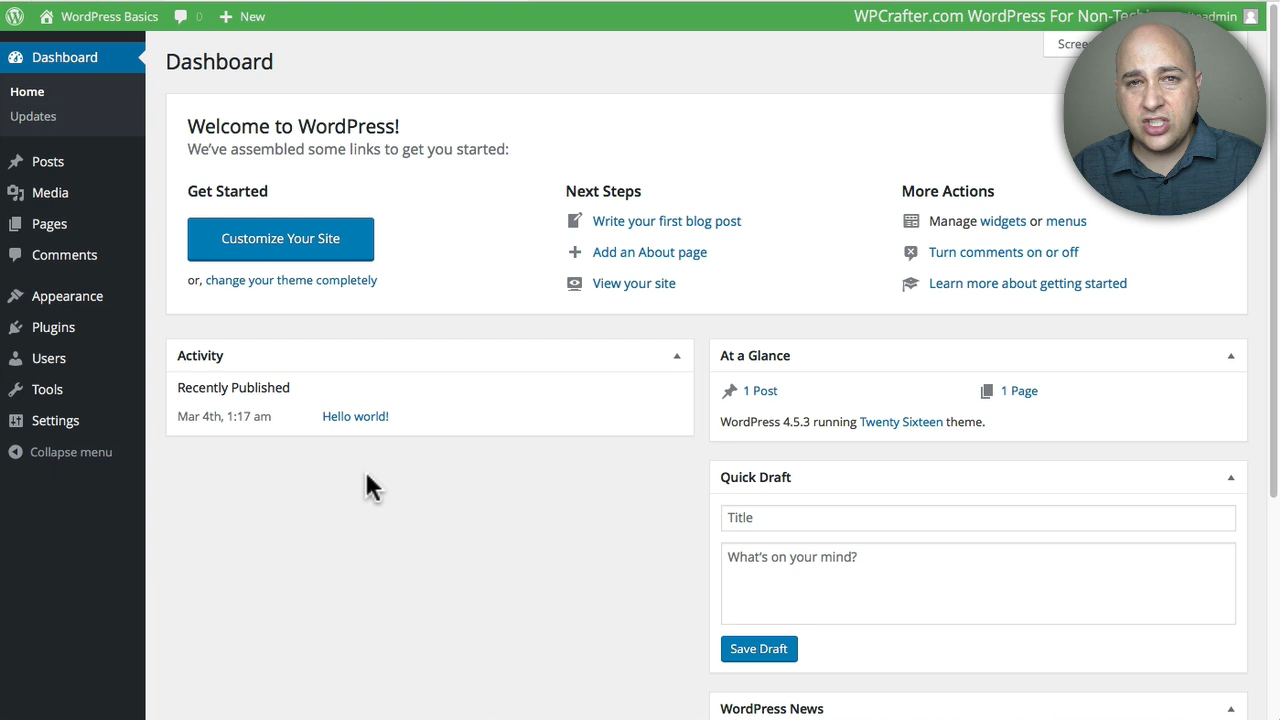 WordPress Basics 0 New
WPCrafter.com WordPress For Non-Tech
admin
Dashboard
Home
Updates
Posts
Media
Pages
Comments
Appearance
Plugins
Users
Tools
Settings
Collapse menu
Dashboard
Welcome to WordPress!
We've assembled some links to get you started:
Get Started
Customize Your Site
or, change your theme completely
Next Steps
Write your first blog post
Add an About page
View your site
More Actions
Manage widgets or menus
Turn comments on or off
Learn more about getting started
Activity
Recently Published
Mar 4th, 1:17 am Hello world!
At a Glance
1 Post 1 Page
WordPress 4.5.3 running Twenty Sixteen theme.
Quick Draft
Title
What's on your mind?
Save Draft
WordPress News